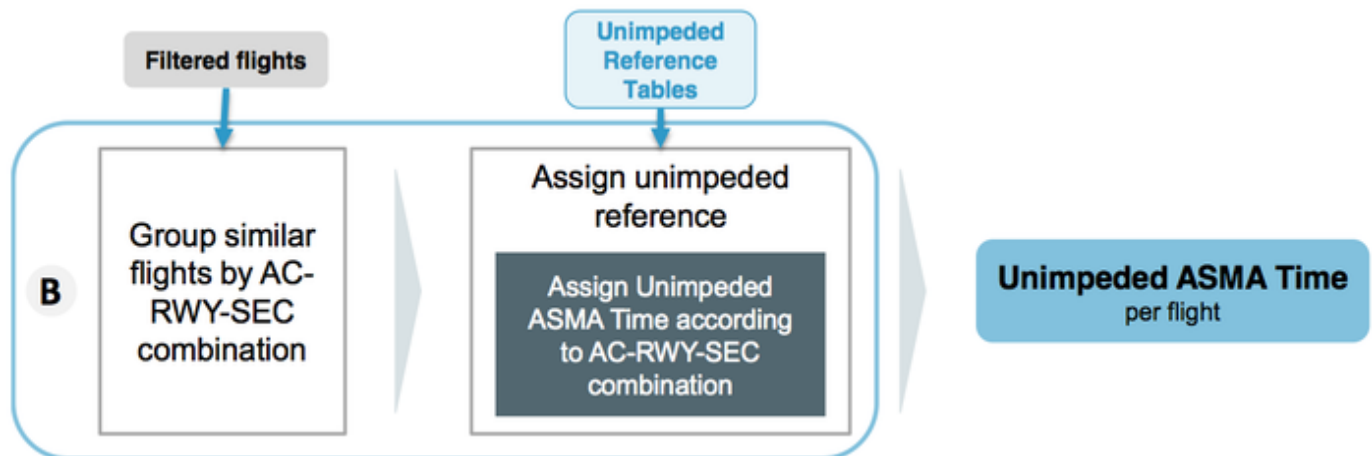 Filtered flights
Unimpeded
Reference
Tables
B
Group similar
flights by AC-
RWY-SEC
combination
Assign unimpeded
reference
Assign Unimpeded
ASMA Time according
to AC-RWY-SEC
combination
Unimpeded ASMA Time
per flight